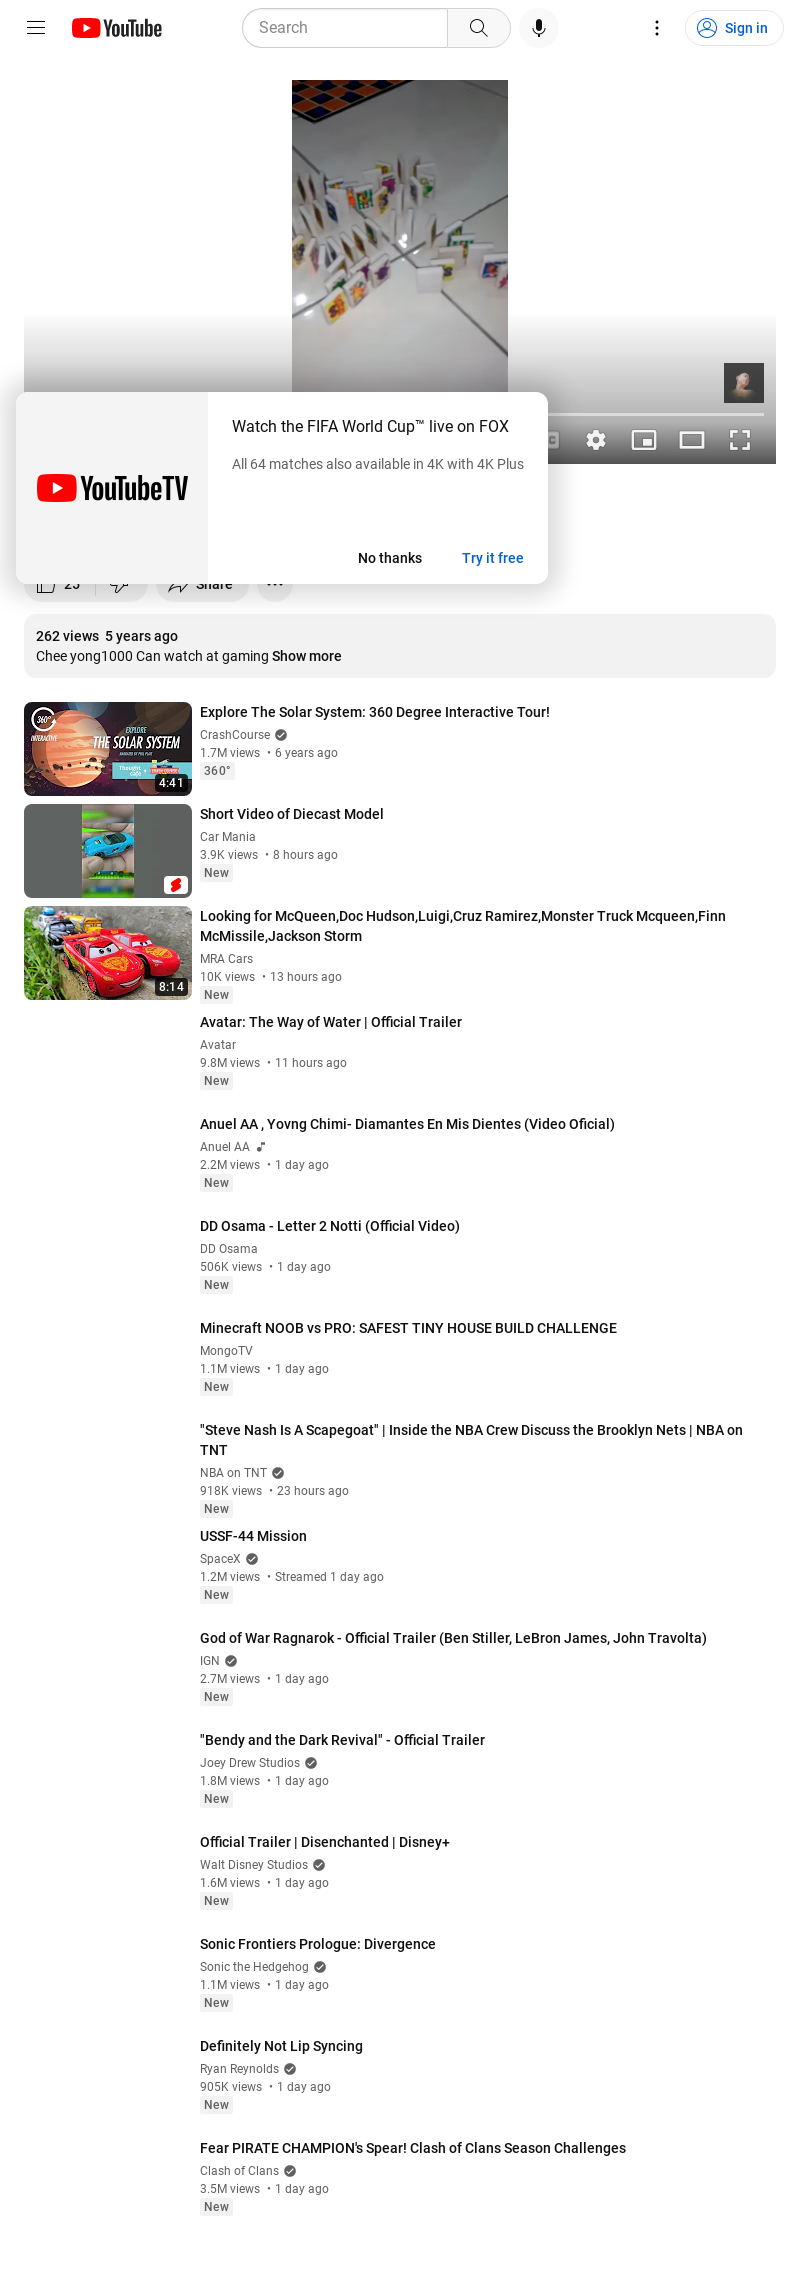 YouTube
Search
Sign in
Watch the FIFA World Cup™ live on FOX
All 64 matches also available in 4K with 4K Plus
YouTubeTV
No thanks
Try it free
25
Share
262 views 5 years ago
Chee yong1000 Can watch at gaming Show more
360°
INTERACTIVE
EXPLORE
THE SOLAR SYSTEM
4:41
Explore The Solar System: 360 Degree Interactive Tour!
CrashCourse
1.7M views • 6 years ago
360°
Short Video of Diecast Model
Car Mania
3.9K views • 8 hours ago
New
8:14
Looking for McQueen,Doc Hudson,Luigi,Cruz Ramirez,Monster Truck Mcqueen,Finn
McMissile,Jackson Storm
MRA Cars
10K views • 13 hours ago
New
Avatar: The Way of Water | Official Trailer
Avatar
9.8M views • 11 hours ago
New
Anuel AA , Yovng Chimi- Diamantes En Mis Dientes (Video Oficial)
Anuel AA
2.2M views • 1 day ago
New
DD Osama - Letter 2 Notti (Official Video)
DD Osama
506K views • 1 day ago
New
Minecraft NOOB vs PRO: SAFEST TINY HOUSE BUILD CHALLENGE
MongoTV
1.1M views • 1 day ago
New
"Steve Nash Is A Scapegoat" | Inside the NBA Crew Discuss the Brooklyn Nets | NBA on
TNT
NBA on TNT
918K views • 23 hours ago
New
USSF-44 Mission
SpaceX
1.2M views • Streamed 1 day ago
New
God of War Ragnarok - Official Trailer (Ben Stiller, LeBron James, John Travolta)
IGN
2.7M views • 1 day ago
New
"Bendy and the Dark Revival" - Official Trailer
Joey Drew Studios
1.8M views • 1 day ago
New
Official Trailer | Disenchanted | Disney+
Walt Disney Studios
1.6M views • 1 day ago
New
Sonic Frontiers Prologue: Divergence
Sonic the Hedgehog
1.1M views • 1 day ago
New
Definitely Not Lip Syncing
Ryan Reynolds
905K views • 1 day ago
New
Fear PIRATE CHAMPION's Spear! Clash of Clans Season Challenges
Clash of Clans
3.5M views • 1 day ago
New